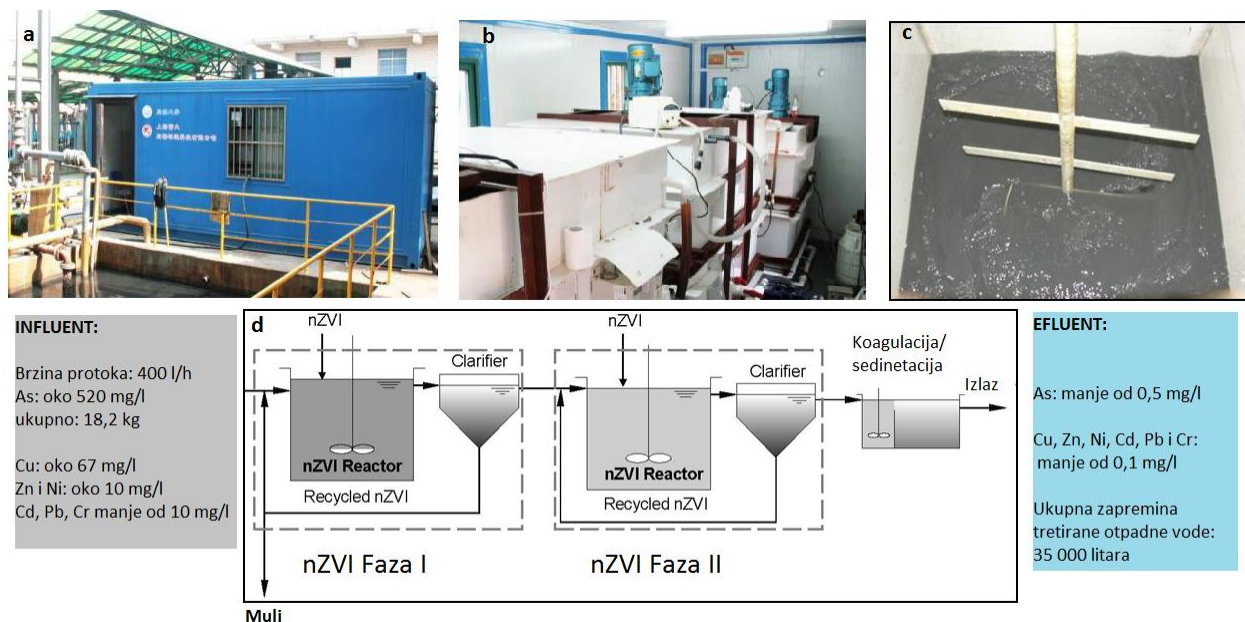 a
b
c
INFLUENT:
Brzina protoka: 400 l/h
As: oko 520 mg/l
ukupno: 18,2 kg
Cu: oko 67 mg/l
Zn i Ni: oko 10 mg/l
Cd, Pb, Cr manje od 10 mg/l
d
nZVI
Clarifier
nZVI Reactor
Recycled nZVI
nZVI Faza I
nZVI
Clarifier
nZVI Reactor
Recycled nZVI
nZVI Faza II
Koagulacija/
sedinetacija
Izlaz
Mulj
EFLUENT:
As: manje od 0,5 mg/l
Cu, Zn, Ni, Cd, Pb i Cr:
manje od 0,1 mg/l
Ukupna zapremina
tretirane otpadne vode:
35 000 litara